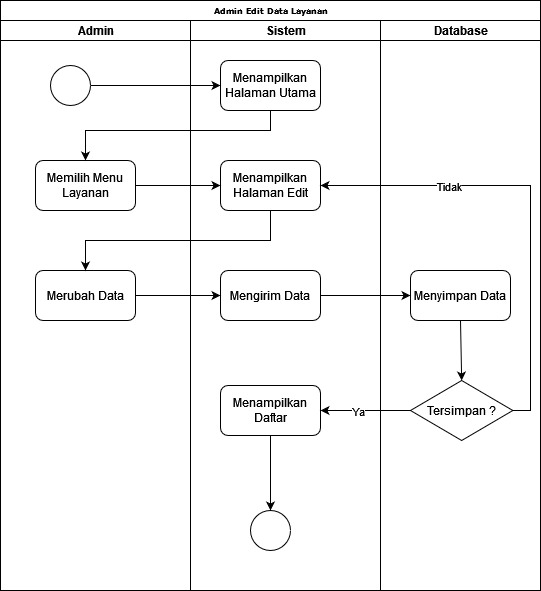 Admin Edit Data Layanan
Admin
Sistem
Database
Menampilkan
Halaman Utama
Memilih Menu
Layanan
Menampilkan
Halaman Edit
Tidak
Merubah Data
Mengirim Data
Menyimpan Data
Menampilkan
Daftar
Ya
Tersimpan ?